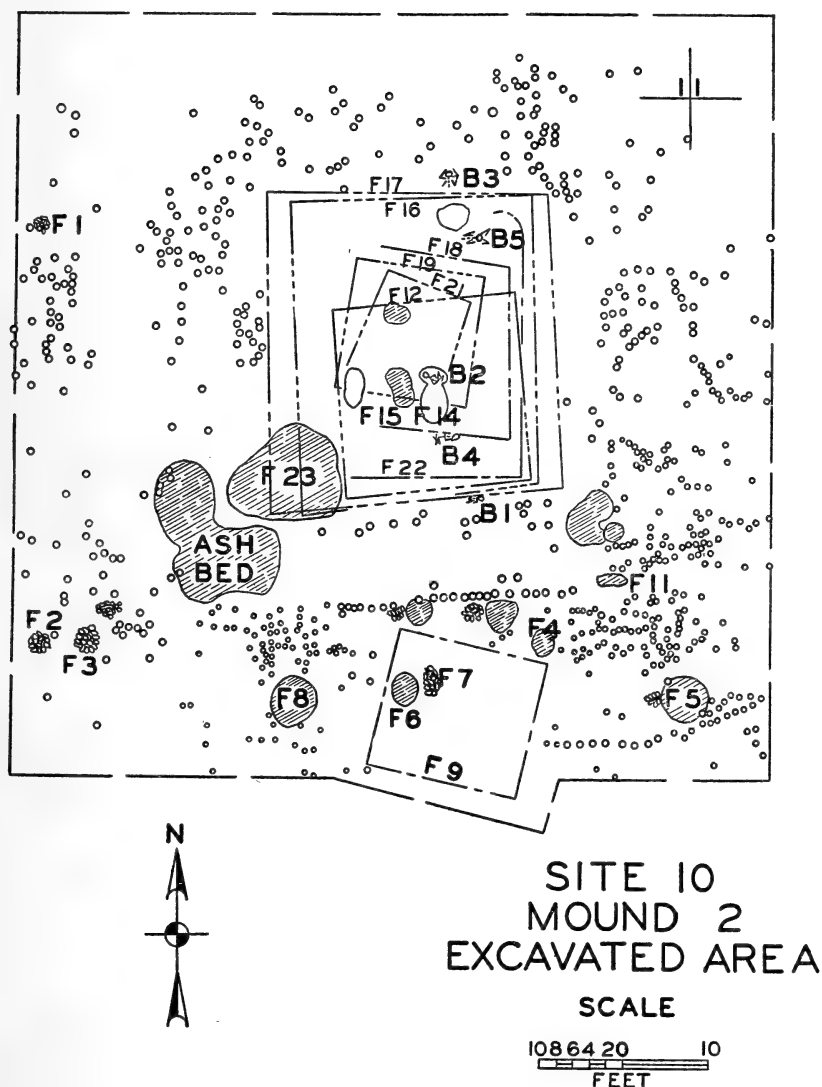 11
F17
B3
F16
F1
B5
F18
F19
F21
F12
B2
F15
F14
B4
F23
F22
B1
ASH
BED
F11
F2
F4
F3
F7
F8
F5
F6
F9
N
SITE 10
MOUND 2
EXCAVATED AREA
SCALE
10 8 6 4 2 0 10
FEET